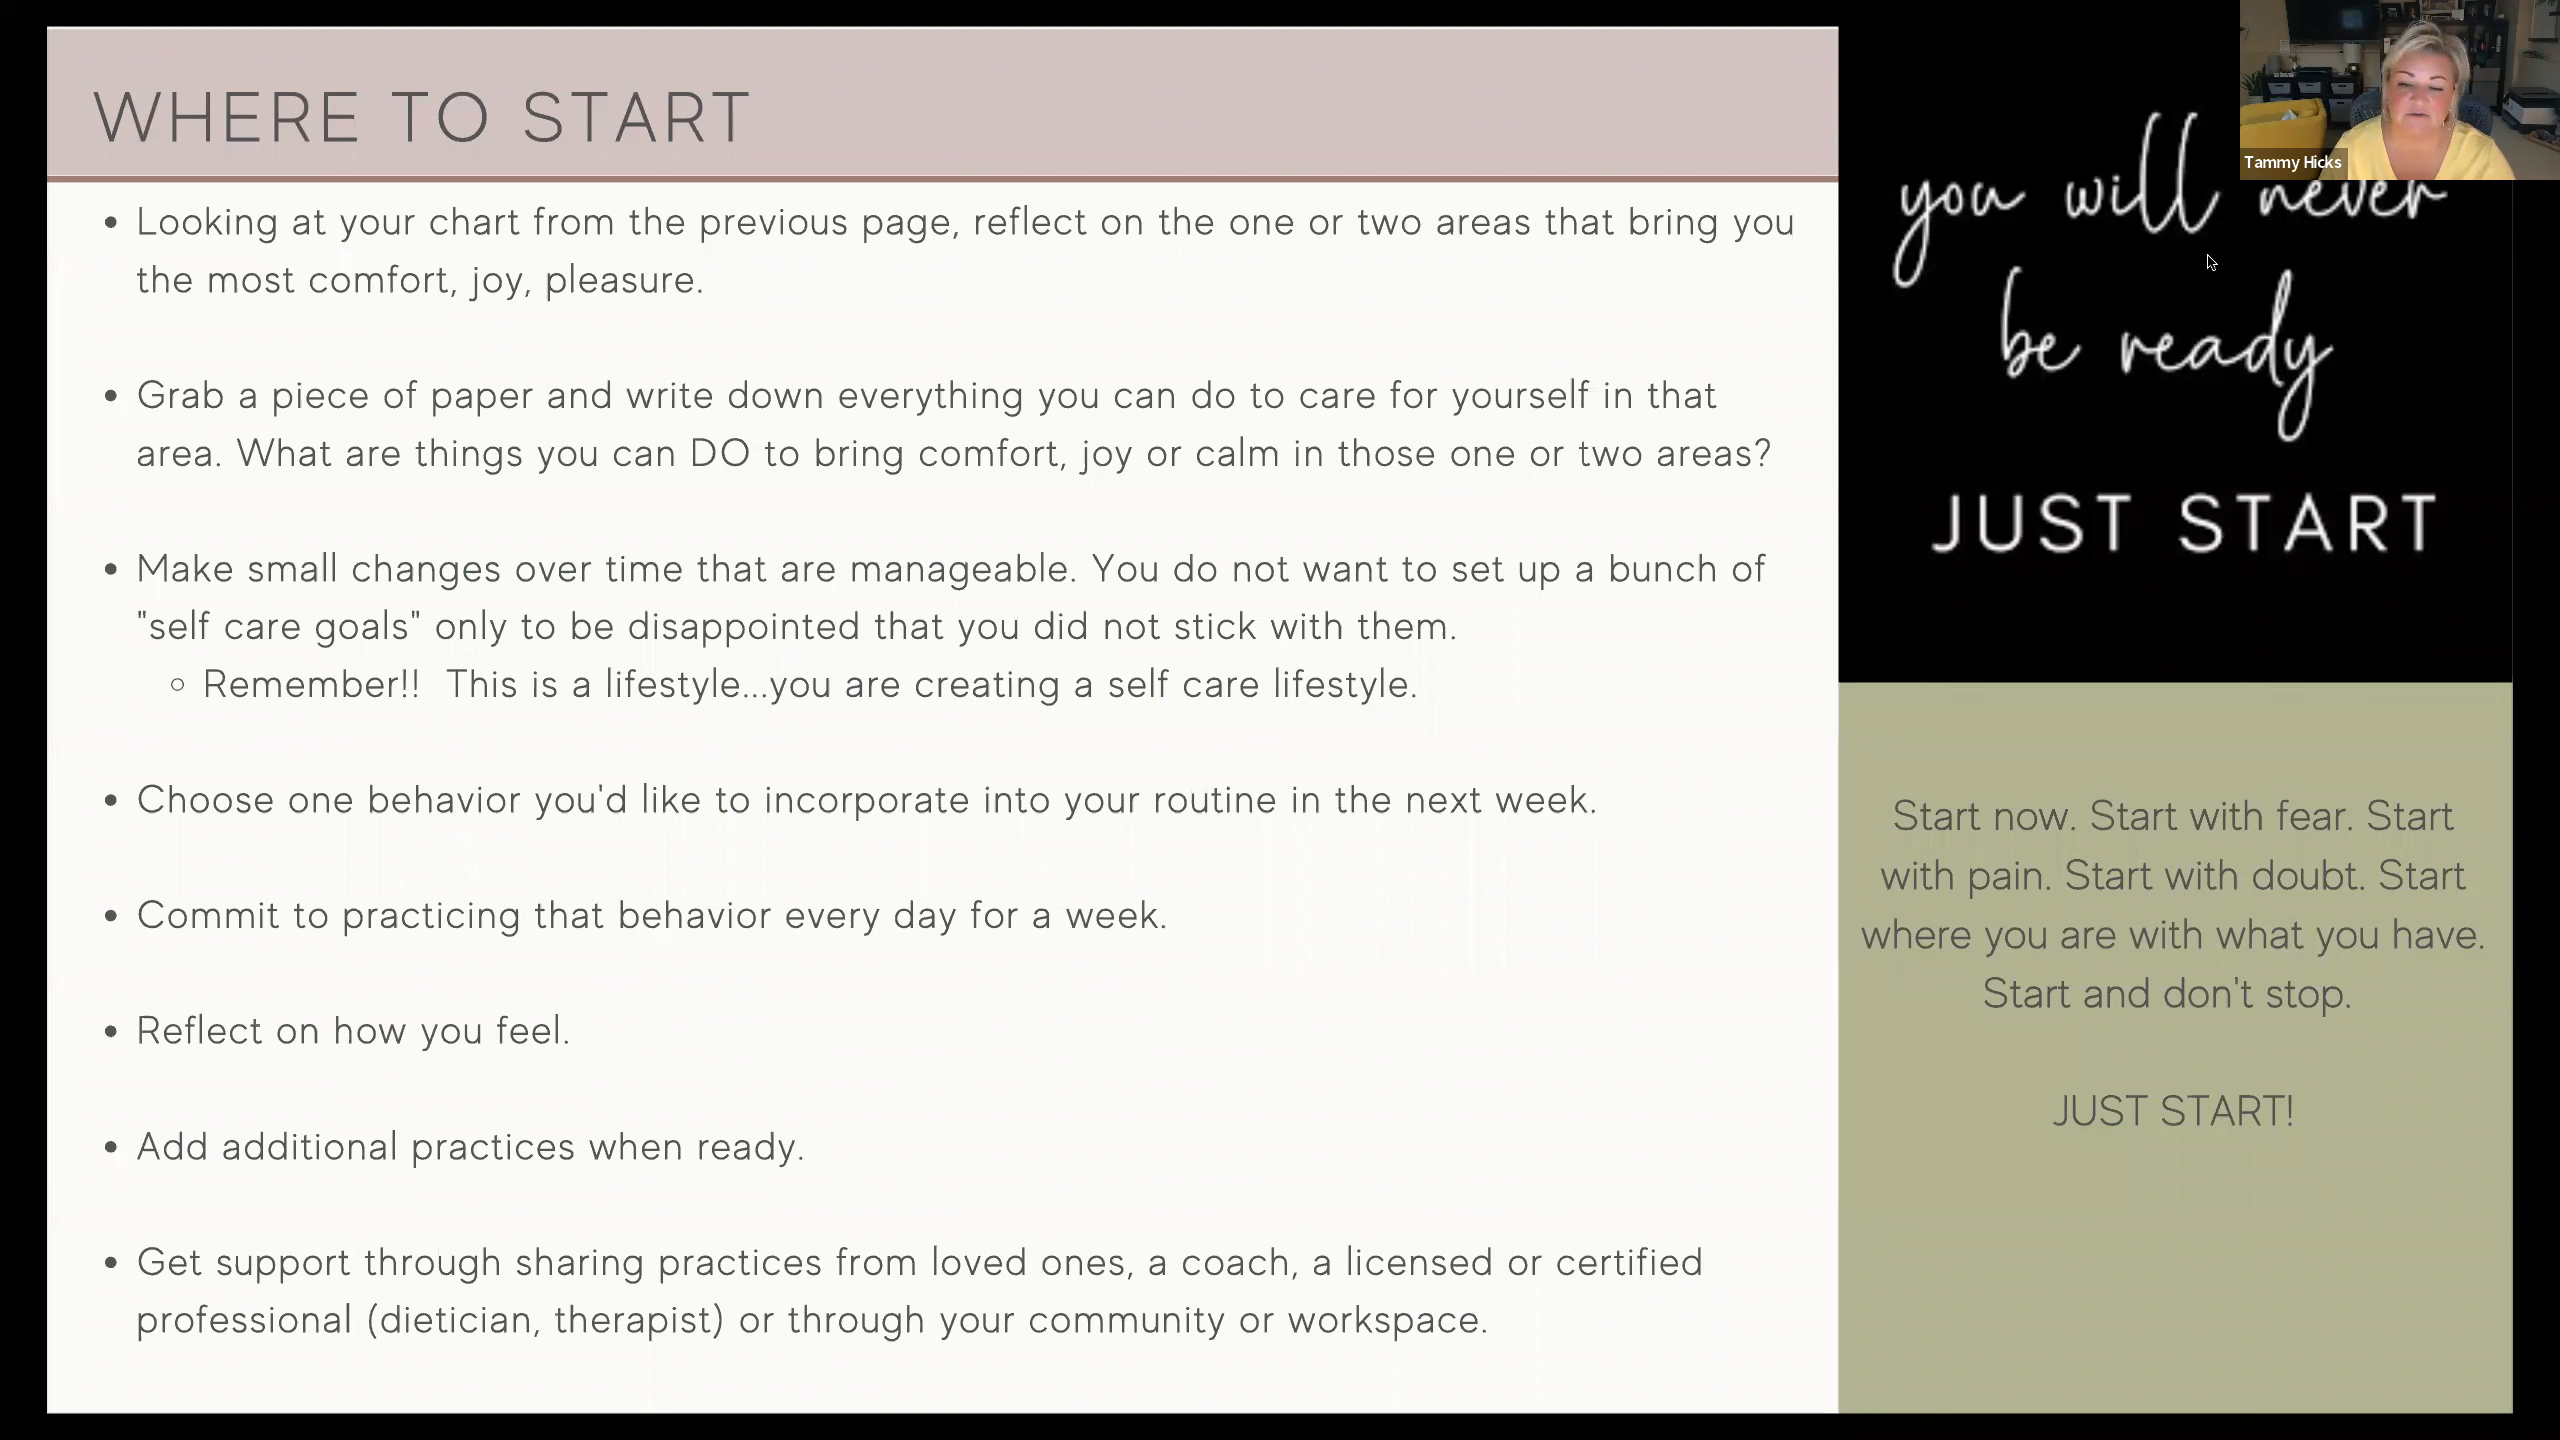 WHERE TO START
• Looking at your chart from the previous page, reflect on the one or two areas that bring you
the most comfort, joy, pleasure.
• Grab a piece of paper and write down everything you can do to care for yourself in that
area. What are things you can DO to bring comfort, joy or calm in those one or two areas?
• Make small changes over time that are manageable. You do not want to set up a bunch of
"self care goals" only to be disappointed that you did not stick with them.
◦ Remember!! This is a lifestyle...you are creating a self care lifestyle.
• Choose one behavior you'd like to incorporate into your routine in the next week.
• Commit to practicing that behavior every day for a week.
• Reflect on how you feel.
• Add additional practices when ready.
• Get support through sharing practices from loved ones, a coach, a licensed or certified
professional (dietician, therapist) or through your community or workspace.
you will never
be ready
JUST START
Start now. Start with fear. Start
with pain. Start with doubt. Start
where you are with what you have.
Start and don't stop.
JUST START!
Tammy Hicks